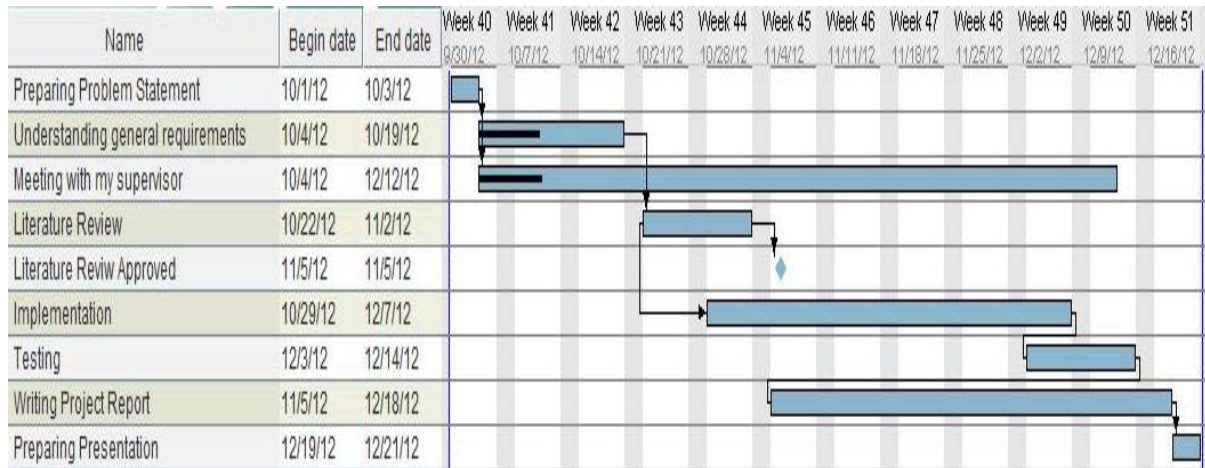 Name Begin date End date Week 40 Week 41 Week 42 Week 43 Week 44 Week 45 Week 46 Week 47 Week 48 Week 49 Week 50 Week 51
9/30/12 10/7/12 10/14/12 10/21/12 10/28/12 11/4/12 11/11/12 11/18/12 11/25/12 12/2/12 12/9/12 12/16/12
Preparing Problem Statement 10/1/12 10/3/12
Understanding general requirements 10/4/12 10/19/12
Meeting with my supervisor 10/4/12 12/12/12
Literature Review 10/22/12 11/2/12
Literature Reviw Approved 11/5/12 11/5/12
Implementation 10/29/12 12/7/12
Testing 12/3/12 12/14/12
Writing Project Report 11/5/12 12/18/12
Preparing Presentation 12/19/12 12/21/12